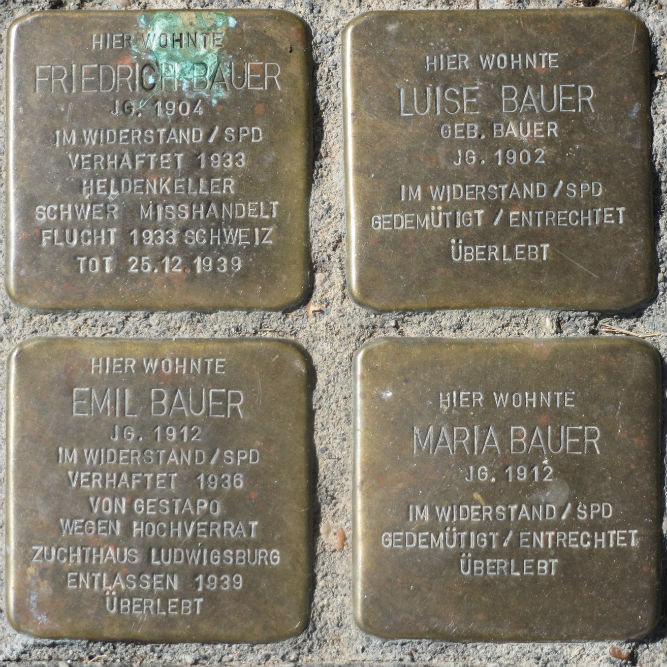 HIER WOHNTE
FRIEDRICH BAUER
JG. 1904
IM WIDERSTAND / SPD
VERHAFTET 1933
HELDENKELLER
SCHWER MISSHANDELT
FLUCHT 1933 SCHWEIZ
TOT 25.12.1939
HIER WOHNTE
LUISE BAUER
GEB. BAUER
JG. 1902
IM WIDERSTAND / SPD
GEDEMÜTIGT / ENTRECHTET
ÜBERLEBT
HIER WOHNTE
EMIL BAUER
JG. 1912
IM WIDERSTAND / SPD
VERHAFTET 1936
VON GESTAPO
WEGEN HOCHVERRAT
ZUCHTHAUS LUDWIGSBURG
ENTLASSEN 1939
ÜBERLEBT
HIER WOHNTE
MARIA BAUER
JG. 1912
IM WIDERSTAND / SPD
GEDEMÜTIGT / ENTRECHTET
ÜBERLEBT